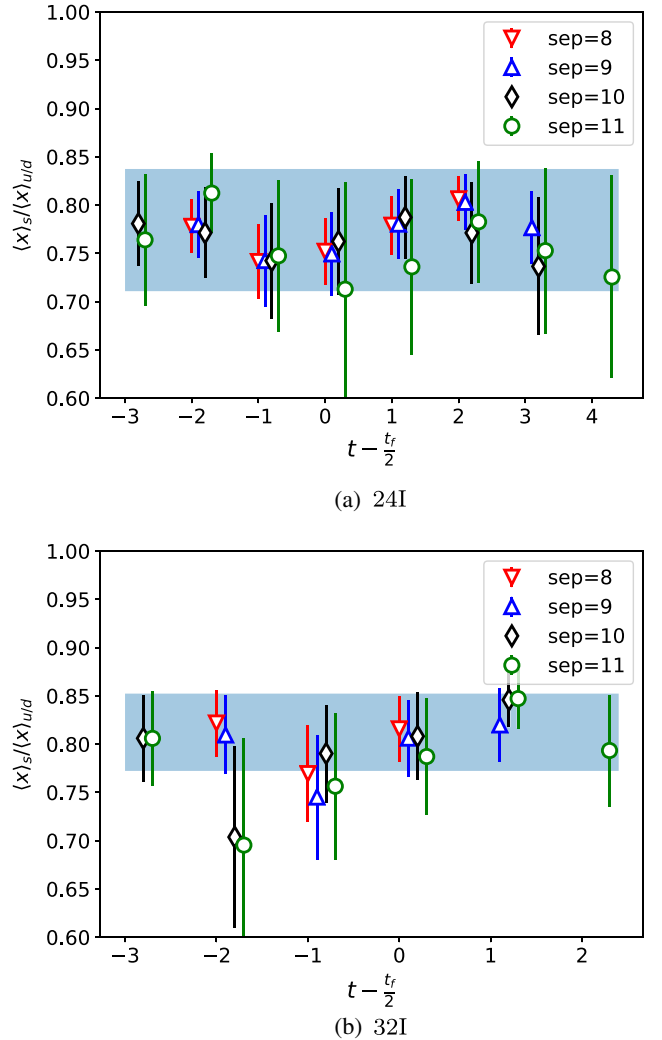 1.00
0.95
0.90
0.85
0.80
0.75
0.70
0.65
0.60
⟨x⟩s/⟨x⟩u/d
sep=8
sep=9
sep=10
sep=11
−3 −2 −1 0 1 2 3 4
t − tf/2
(a) 24I
1.00
0.95
0.90
0.85
0.80
0.75
0.70
0.65
0.60
⟨x⟩s/⟨x⟩u/d
sep=8
sep=9
sep=10
sep=11
−3 −2 −1 0 1 2
t − tf/2
(b) 32I